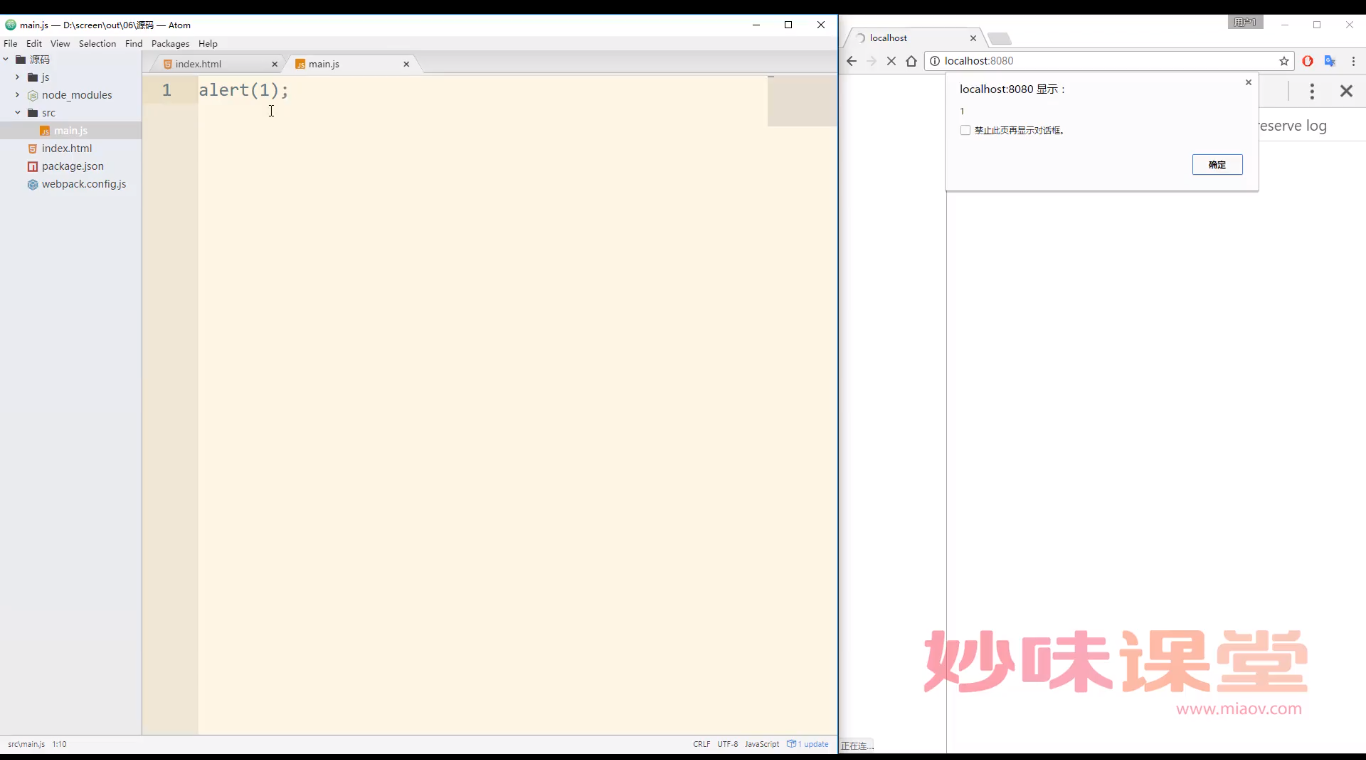 main.js — D:\screen\out\06\源码 — Atom
File Edit View Selection Find Packages Help
源码
js
node_modules
src
main.js
index.html
package.json
webpack.config.js
index.html
main.js
1 alert(1);
src\main.js 1:10
CRLF UTF-8 JavaScript 1 update
用户1
localhost
localhost:8080
localhost:8080 显示：
1
禁止此页再显示对话框。
确定
eserve log
妙味课堂
www.miaov.com
正在连...